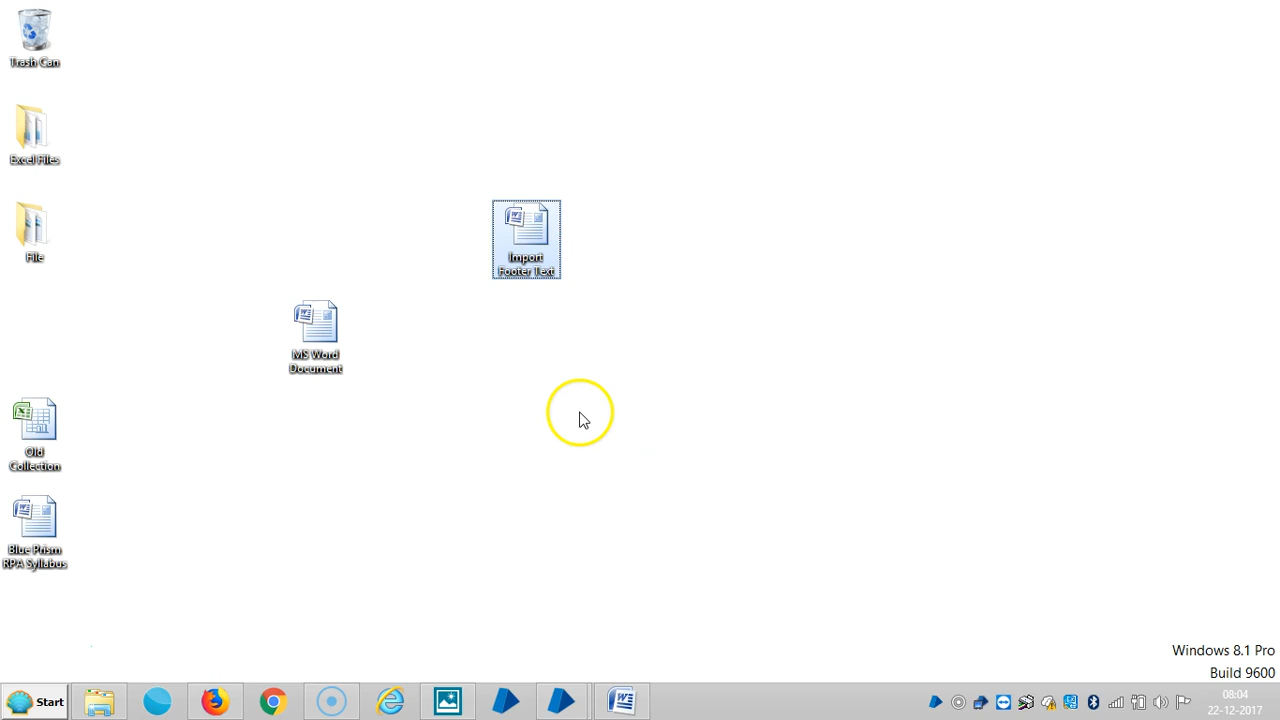 Trash Can
Excel Files
File
Import
Footer Text
MS Word
Document
Old
Collection
Blue Prism
RPA Syllabus
Windows 8.1 Pro
Build 9600
Start
08:04
22-12-2017